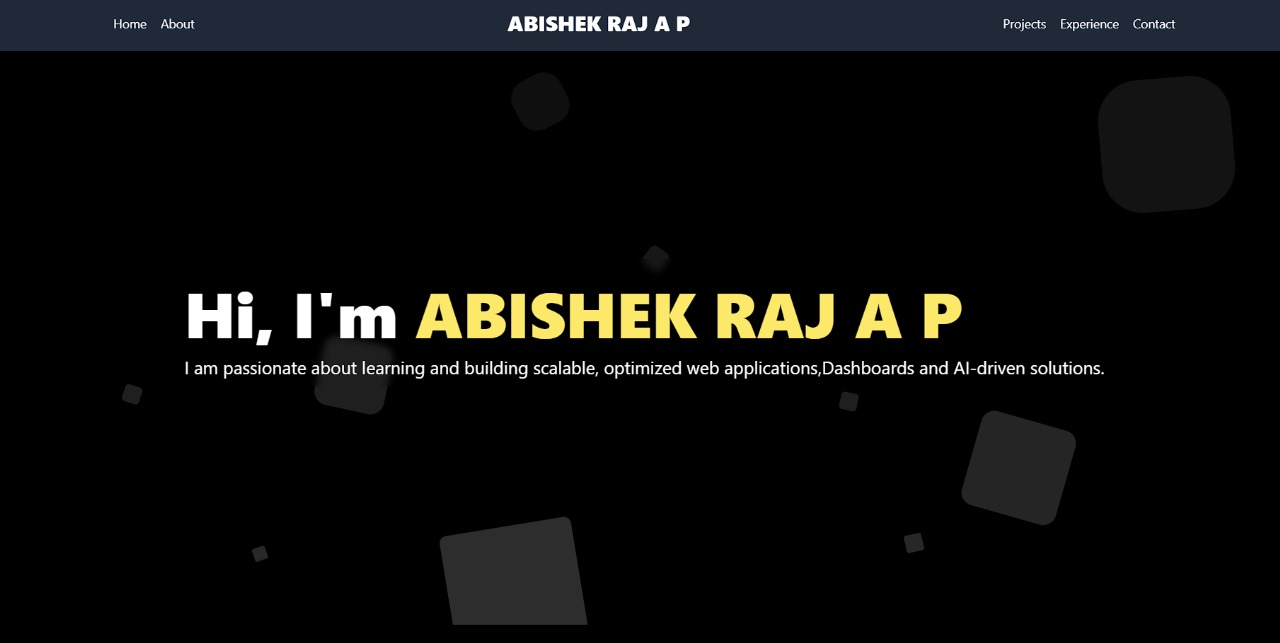 Home About ABISHEK RAJ A P Projects Experience Contact
Hi, I'm ABISHEK RAJ A P
I am passionate about learning and building scalable, optimized web applications,Dashboards and AI-driven solutions.